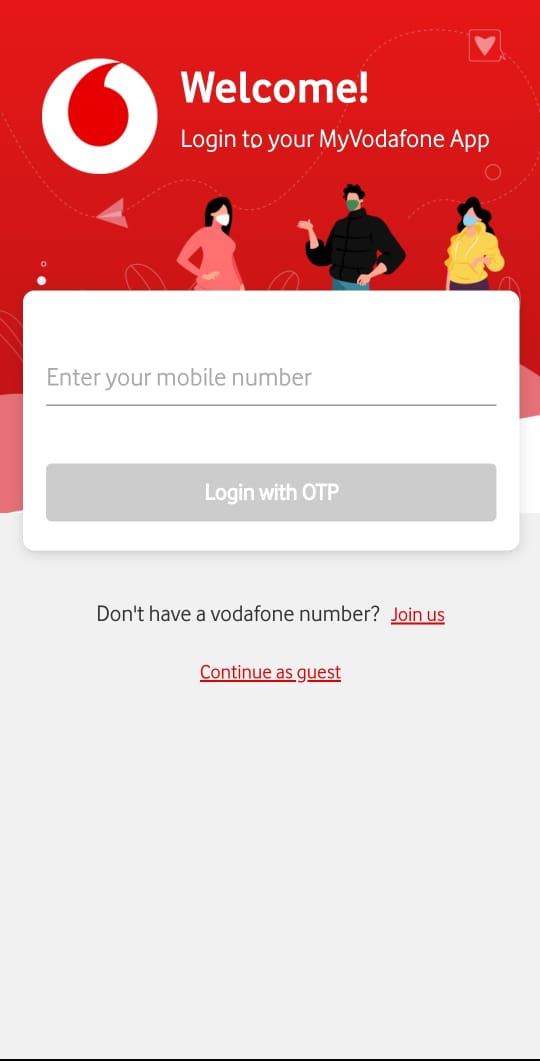 Welcome!
Login to your MyVodafone App
Enter your mobile number
Login with OTP
Don't have a vodafone number? Join us
Continue as guest